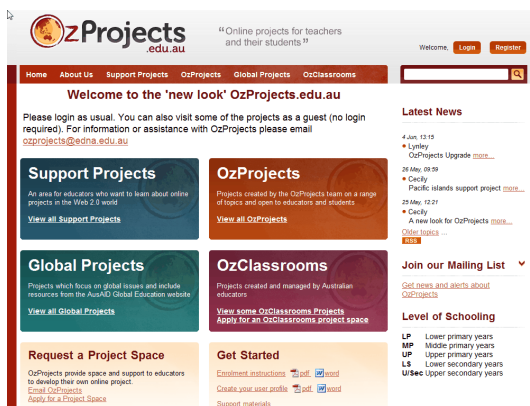 OzProjects
.edu.au
“Online projects for teachers
and their students”
Welcome, Login Register
Home About Us Support Projects OzProjects Global Projects OzClassrooms
Welcome to the 'new look' OzProjects.edu.au
Please login as usual. You can also visit some of the projects as a guest (no login
required). For information or assistance with OzProjects please email
ozprojects@edna.edu.au
Support Projects
An area for educators who want to learn about online
projects in the Web 2.0 world
View all Support Projects
OzProjects
Projects created by the OzProjects team on a range
of topics and open to educators and students
View all OzProjects
Global Projects
Projects which focus on global issues and include
resources from the AusAID Global Education website
View all Global Projects
OzClassrooms
Projects created and managed by Australian
educators
View some OzClassrooms Projects
Apply for an OzClassrooms project space
Request a Project Space
OzProjects provide space and support to educators
to develop their own online project.
Email OzProjects
Apply for a Project Space
Get Started
Enrolment instructions pdf word
Create your user profile pdf word
Support materials
Latest News
4 Jun, 13:15
Lynley
OzProjects Upgrade more...
26 May, 09:59
Cecily
Pacific islands support project more...
25 May, 12:21
Cecily
A new look for OzProjects more...
Older topics ...
RSS
Join our Mailing List
Get news and alerts about
OzProjects
Level of Schooling
LP Lower primary years
MP Middle primary years
UP Upper primary years
LS Lower secondary years
U/Sec Upper secondary years